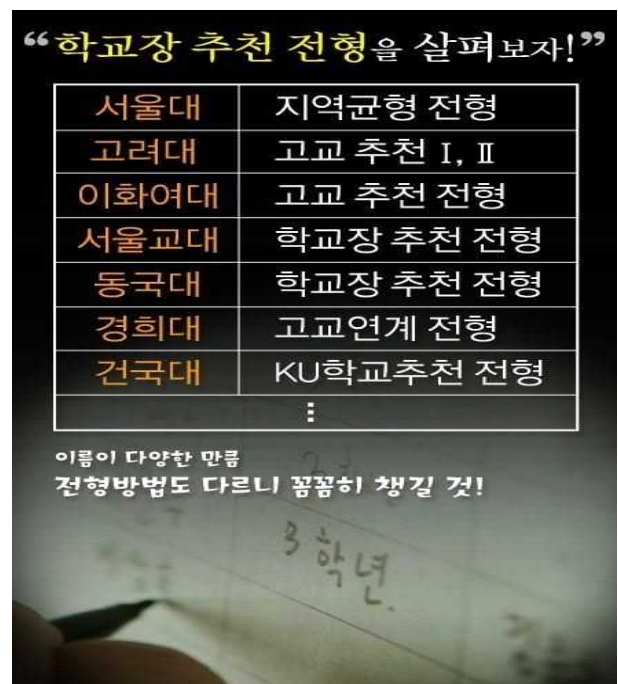 “학교장 추천 전형을 살펴보자!”
서울대 지역균형 전형
고려대 고교 추천 Ⅰ, Ⅱ
이화여대 고교 추천 전형
서울교대 학교장 추천 전형
동국대 학교장 추천 전형
경희대 고교연계 전형
건국대 KU학교추천 전형
⋮
이름이 다양한 만큼
전형방법도 다르니 꼼꼼히 챙길 것!
3학년.